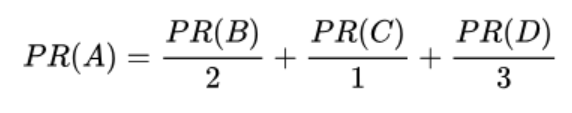 PR(A) = PR(B)/2 + PR(C)/1 + PR(D)/3